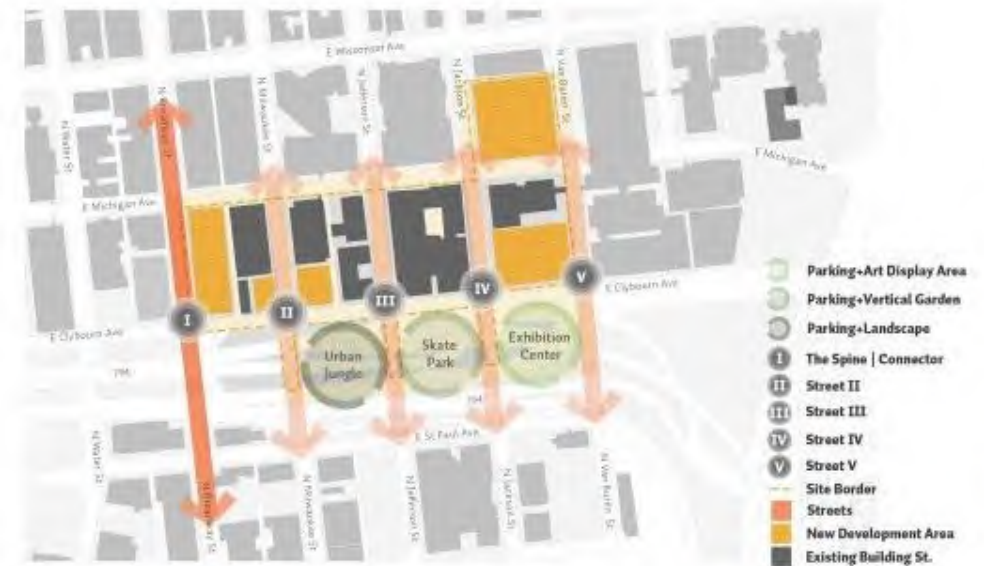 E Wisconsin Ave
N Water St
N Milwaukee St
N Jefferson St
N Jackson St
N Van Buren St
E Michigan Ave
E Michigan Ave
E Clybourn Ave
E Clybourn Ave
I
II
III
IV
V
Urban
Jungle
Skate
Park
Exhibition
Center
794
794
E St Paul Ave
N Water St
N Broadway St
N Milwaukee St
N Jefferson St
N Jackson St
N Van Buren St
Parking+Art Display Area
Parking+Vertical Garden
Parking+Landscape
I The Spine | Connector
II Street II
III Street III
IV Street IV
V Street V
Site Border
Streets
New Development Area
Existing Building St.